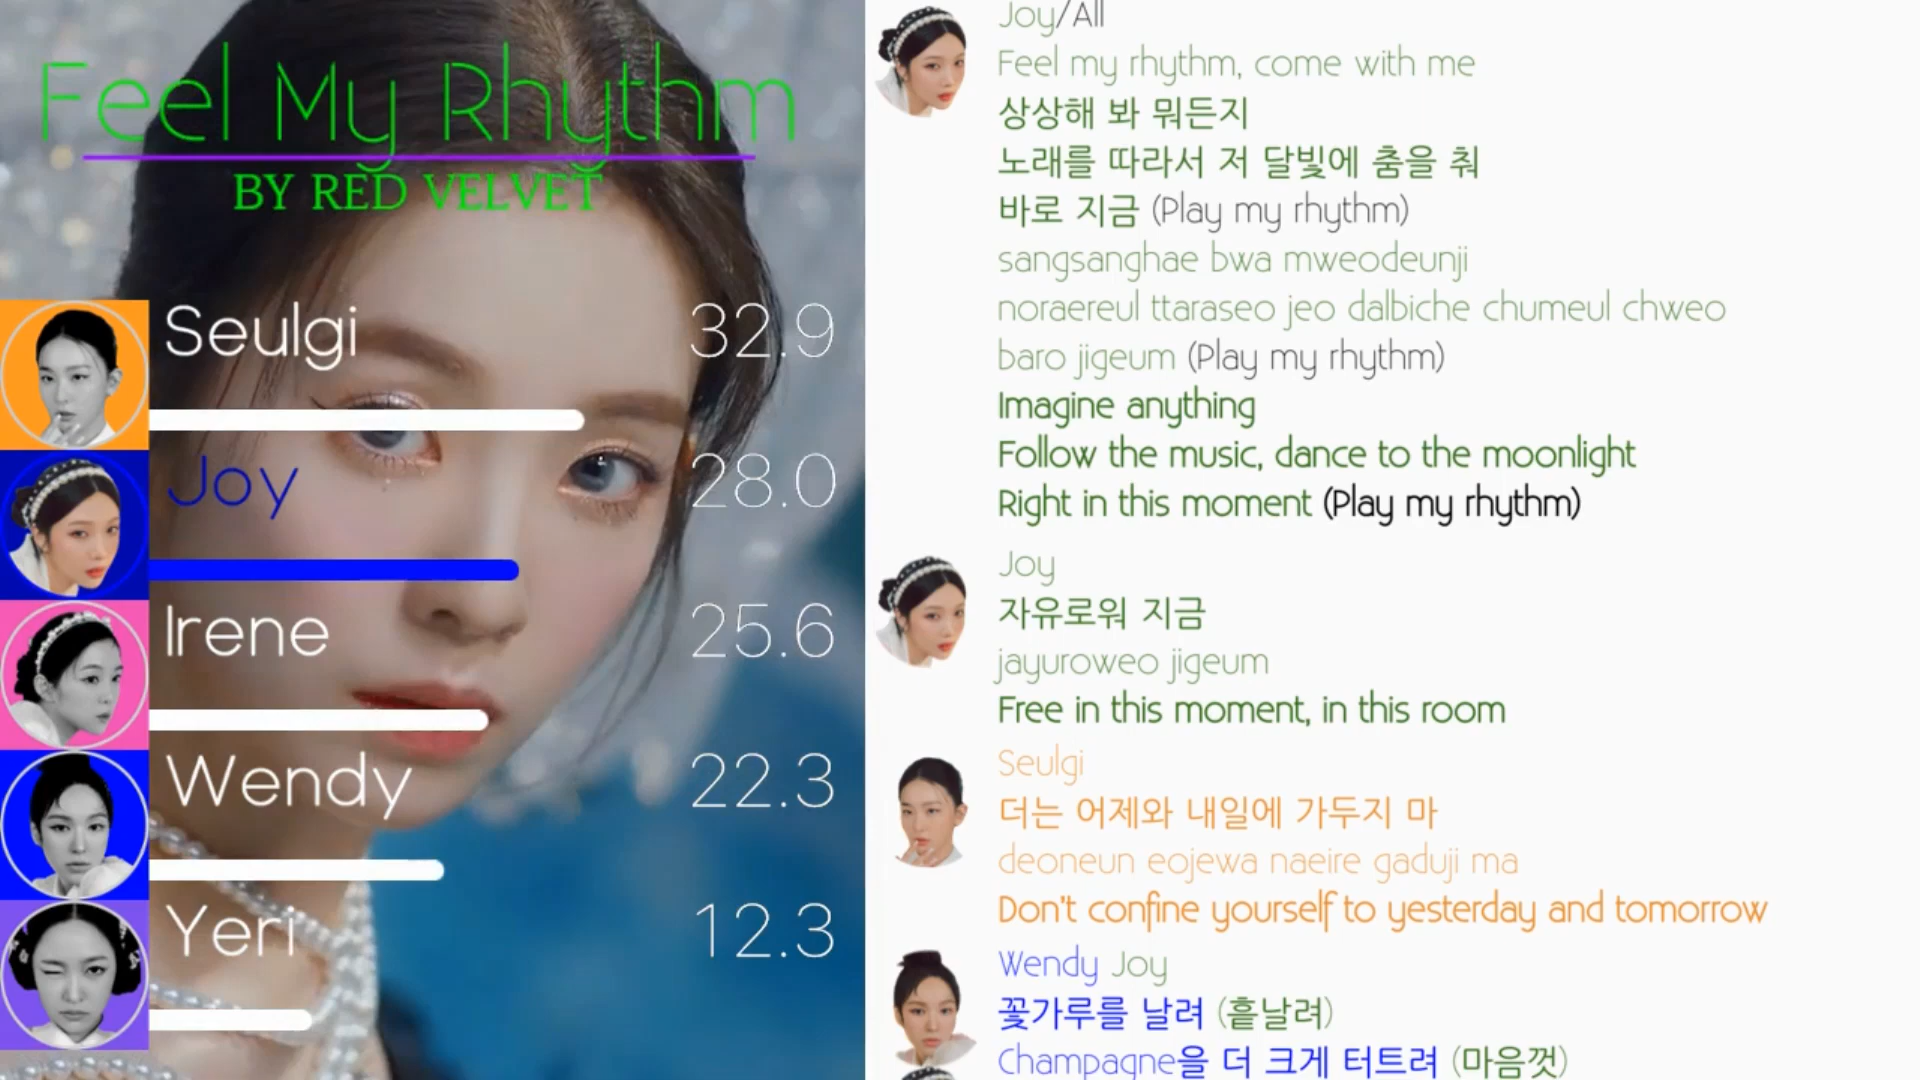 Feel My Rhythm
BY RED VELVET
Seulgi 32.9
Joy 28.0
Irene 25.6
Wendy 22.3
Yeri 12.3
Joy/All
Feel my rhythm, come with me
상상해 봐 뭐든지
노래를 따라서 저 달빛에 춤을 춰
바로 지금 (Play my rhythm)
sangsanghae bwa mweodeunji
noraereul ttaraseo jeo dalbiche chumeul chweo
baro jigeum (Play my rhythm)
Imagine anything
Follow the music, dance to the moonlight
Right in this moment (Play my rhythm)
Joy
자유로워 지금
jayuroweo jigeum
Free in this moment, in this room
Seulgi
더는 어제와 내일에 가두지 마
deoneun eojewa naeire gaduji ma
Don't confine yourself to yesterday and tomorrow
Wendy Joy
꽃가루를 날려 (흩날려)
Champagne을 더 크게 터트려 (마음껏)